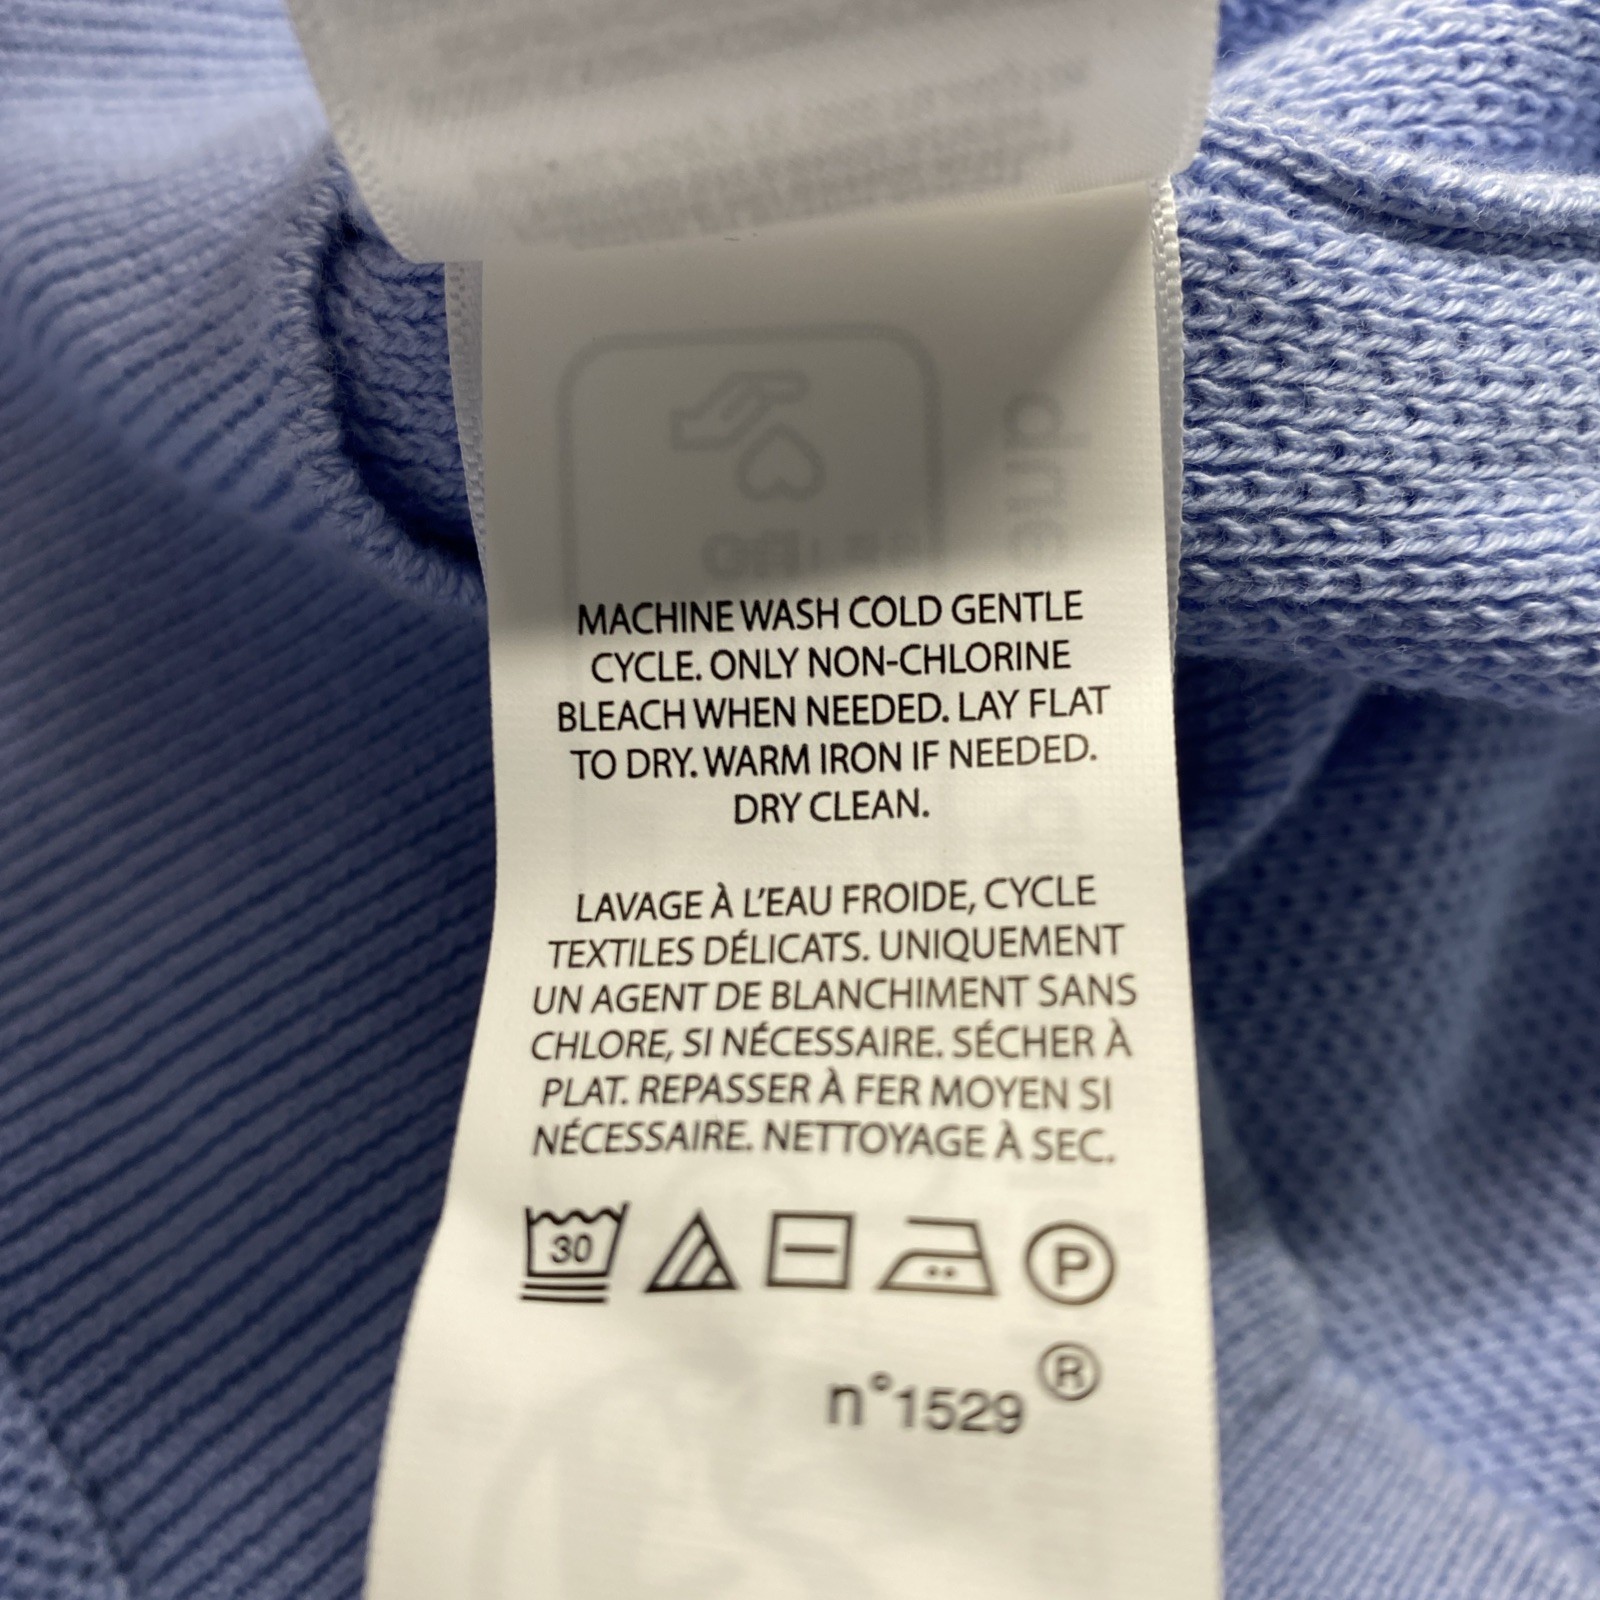 MACHINE WASH COLD GENTLE
CYCLE. ONLY NON-CHLORINE
BLEACH WHEN NEEDED. LAY FLAT
TO DRY. WARM IRON IF NEEDED.
DRY CLEAN.
LAVAGE À L'EAU FROIDE, CYCLE
TEXTILES DÉLICATS. UNIQUEMENT
UN AGENT DE BLANCHIMENT SANS
CHLORE, SI NÉCESSAIRE. SÉCHER À
PLAT. REPASSER À FER MOYEN SI
NÉCESSAIRE. NETTOYAGE À SEC.
30 P
n°1529 ®